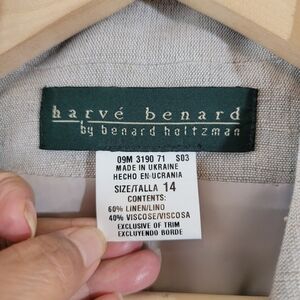 harvé benard
by benard holtzman
09M 3190 71 S03
MADE IN UKRAINE
HECHO EN UCRANIA
SIZE/TALLA 14
CONTENTS:
60% LINEN/LINO
40% VISCOSE/VISCOSA
EXCLUSIVE OF TRIM
EXCLUYENDO BORDE